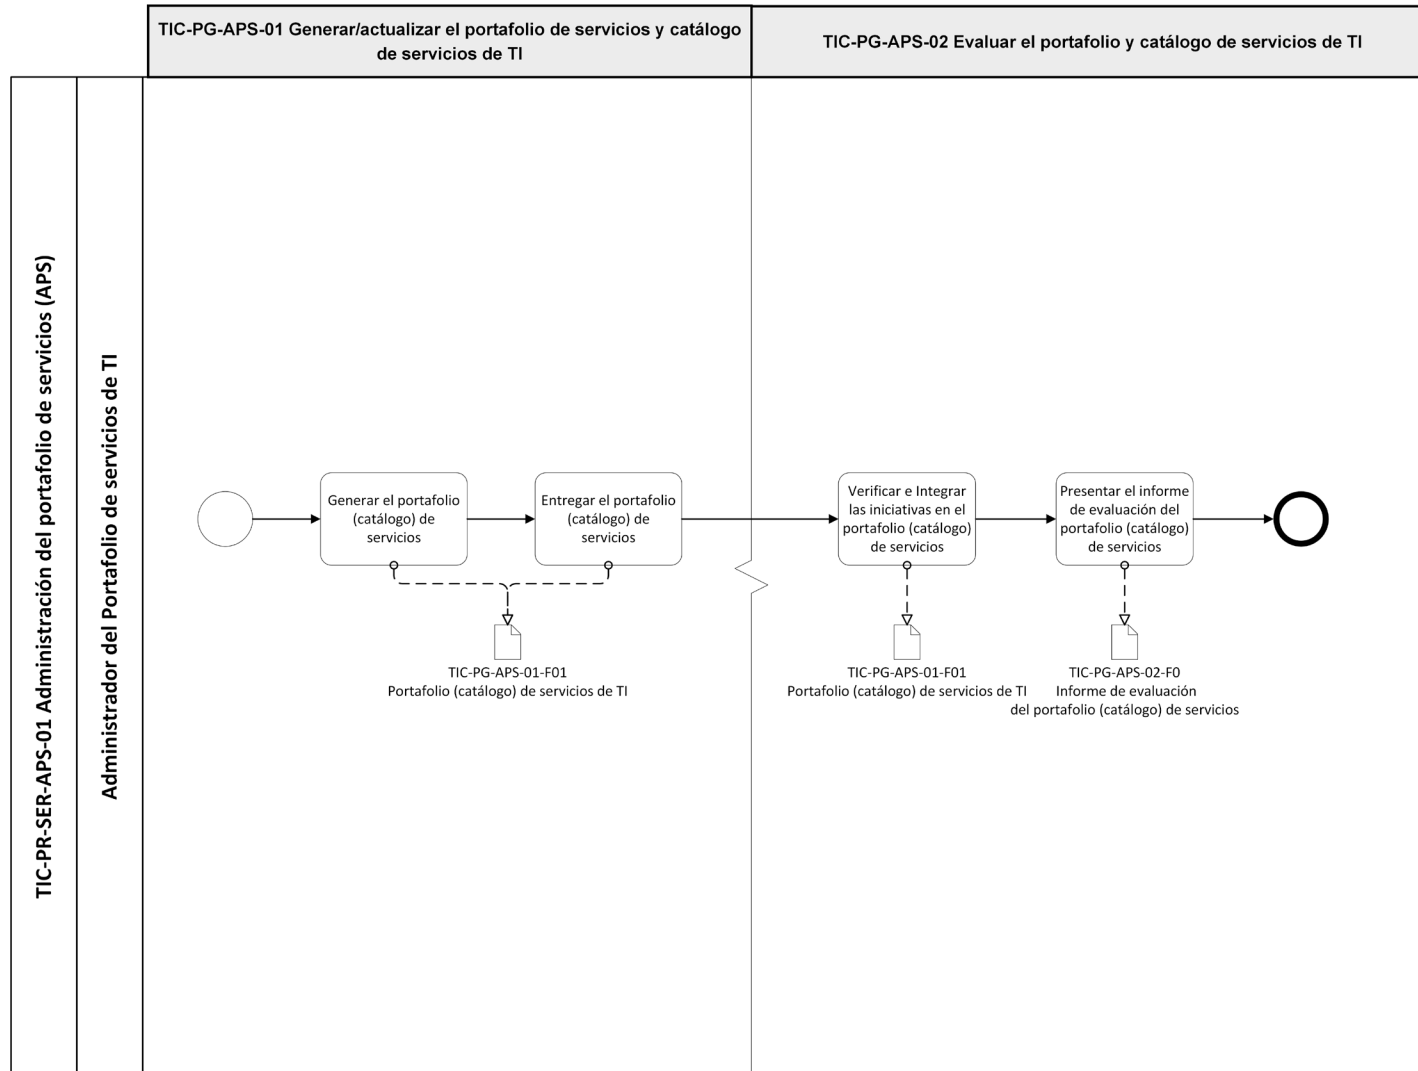 TIC-PG-APS-01 Generar/actualizar el portafolio de servicios y catálogo
de servicios de TI
TIC-PG-APS-02 Evaluar el portafolio y catálogo de servicios de TI
TIC-PR-SER-APS-01 Administración del portafolio de servicios (APS)
Administrador del Portafolio de servicios de TI
Generar el portafolio
(catálogo) de
servicios
Entregar el portafolio
(catálogo) de
servicios
Verificar e Integrar
las iniciativas en el
portafolio (catálogo)
de servicios
Presentar el informe
de evaluación del
portafolio (catálogo)
de servicios
TIC-PG-APS-01-F01
Portafolio (catálogo) de servicios de TI
TIC-PG-APS-01-F01
Portafolio (catálogo) de servicios de TI
TIC-PG-APS-02-F0
Informe de evaluación
del portafolio (catálogo) de servicios